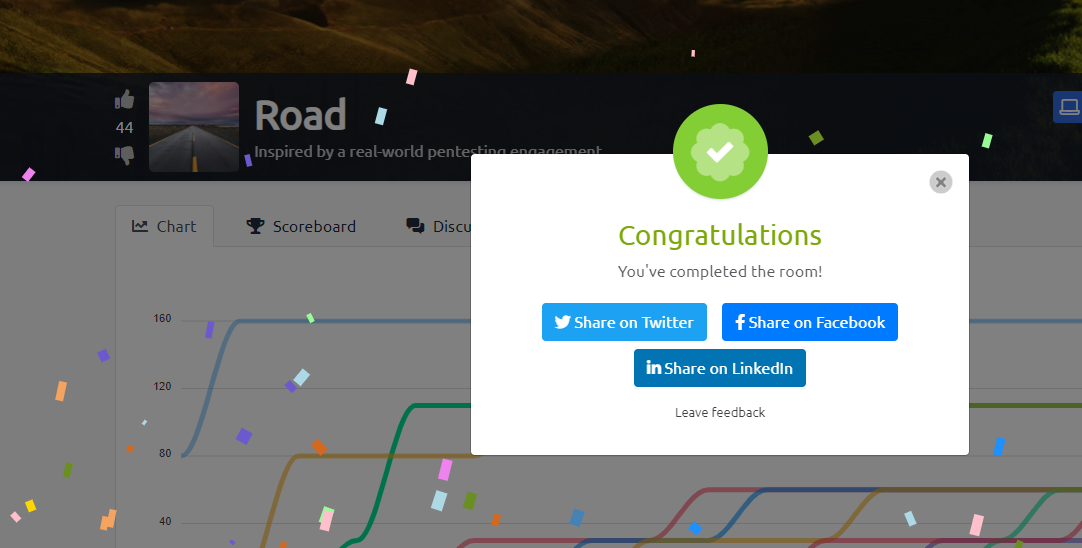 44
Road
Inspired by a real-world pentesting engagement
Chart
Scoreboard
Discu
Congratulations
You've completed the room!
Share on Twitter
Share on Facebook
Share on LinkedIn
Leave feedback
160
120
80
40